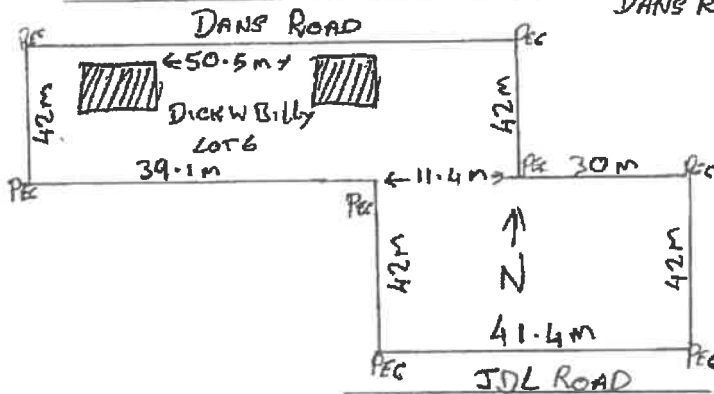 DANS R
DANS ROAD
PEG PEG
←50.5m→
42m 42m
DICK W Billy
LOT 6
39.1m ←11.4m→ PEG 30m PEG
PEG PEG
42m N 42m
41.4m
PEG PEG
JDL ROAD